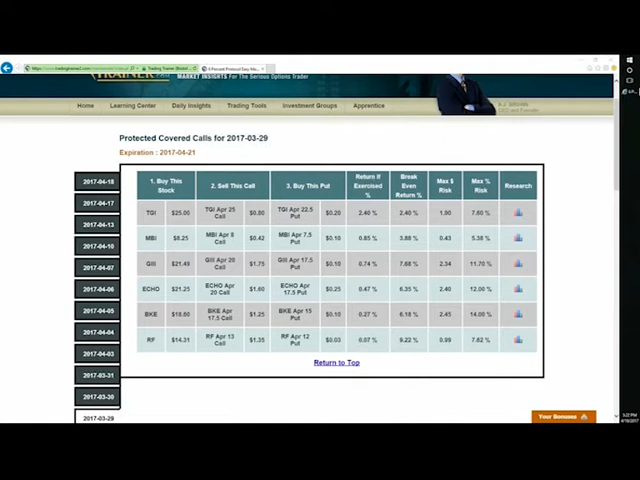 TRAINER PRO
MARKET INSIGHTS For The Serious Options Trader
Home Learning Center Daily Insights Trading Tools Investment Groups Apprentice
Protected Covered Calls for 2017-03-29
Expiration : 2017-04-21
2017-04-18
2017-04-17
2017-04-13
2017-04-10
2017-04-07
2017-04-06
2017-04-05
2017-04-04
2017-04-03
2017-03-31
2017-03-30
2017-03-29
1. Buy This Stock 2. Sell This Call 3. Buy This Put Return if Exercised % Break Even Return % Max $ Risk Max % Risk Research
TGI $25.00 TGI Apr 25 Call $0.80 TGI Apr 22.5 Put $0.20 2.40 % 2.40 % 1.90 7.60 %
MBI $8.25 MBI Apr 8 Call $0.42 MBI Apr 7.5 Put $0.10 0.85 % 3.88 % 0.43 5.38 %
GIII $21.49 GIII Apr 20 Call $1.75 GIII Apr 17.5 Put $0.10 0.74 % 7.68 % 2.34 11.70 %
ECHO $21.25 ECHO Apr 20 Call $1.60 ECHO Apr 17.5 Put $0.25 0.47 % 6.35 % 2.40 12.00 %
BKE $18.60 BKE Apr 17.5 Call $1.25 BKE Apr 15 Put $0.10 0.27 % 6.18 % 2.45 14.00 %
RF $14.31 RF Apr 13 Call $1.35 RF Apr 12 Put $0.03 0.07 % 9.22 % 0.99 7.62 %
Return to Top
Your Bonuses
3:22 PM